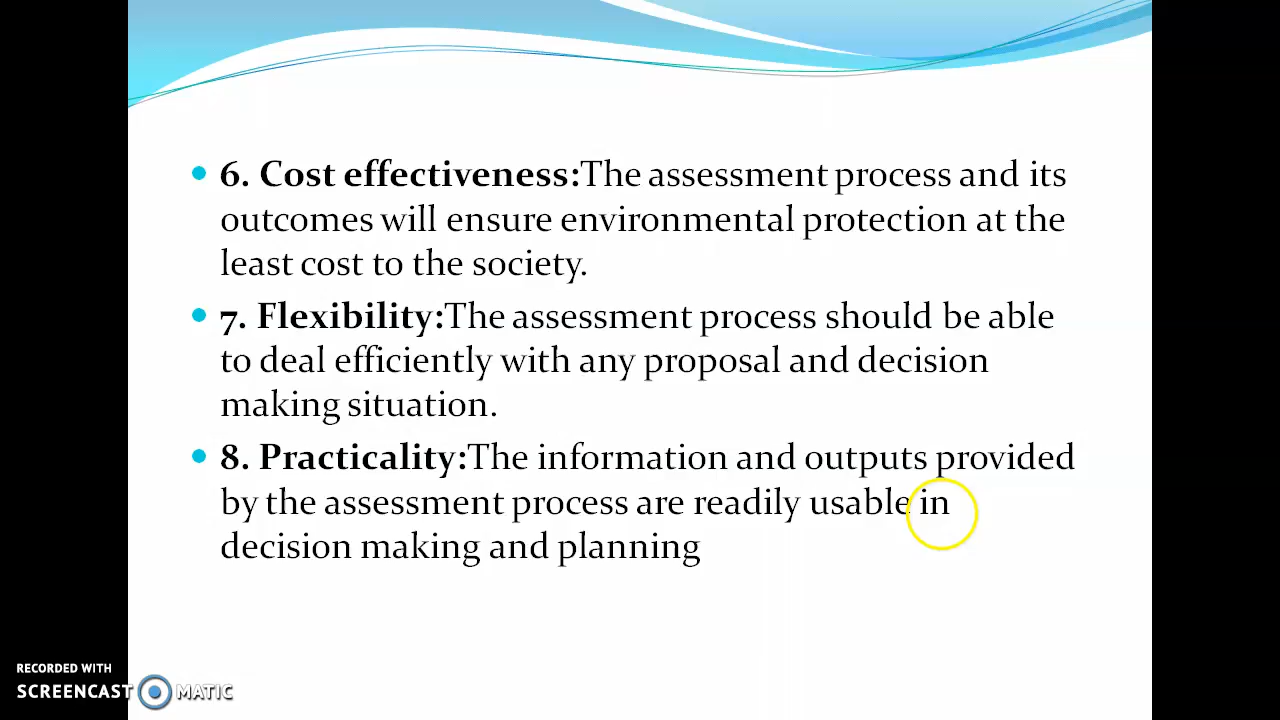 • 6. Cost effectiveness:The assessment process and its
outcomes will ensure environmental protection at the
least cost to the society.
• 7. Flexibility:The assessment process should be able
to deal efficiently with any proposal and decision
making situation.
• 8. Practicality:The information and outputs provided
by the assessment process are readily usable in
decision making and planning
RECORDED WITH
SCREENCAST MATIC